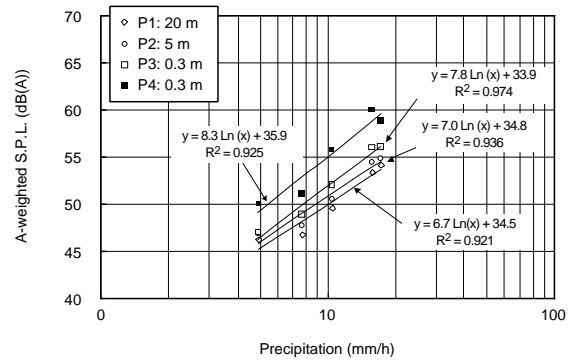 70
65
60
55
50
45
40
A-weighted S.P.L. (dB(A))
P1: 20 m
P2: 5 m
P3: 0.3 m
P4: 0.3 m
y = 7.8 Ln (x) + 33.9
R² = 0.974
y = 8.3 Ln (x) + 35.9
R² = 0.925
y = 7.0 Ln (x) + 34.8
R² = 0.936
y = 6.7 Ln(x) + 34.5
R² = 0.921
0 10 100
Precipitation (mm/h)